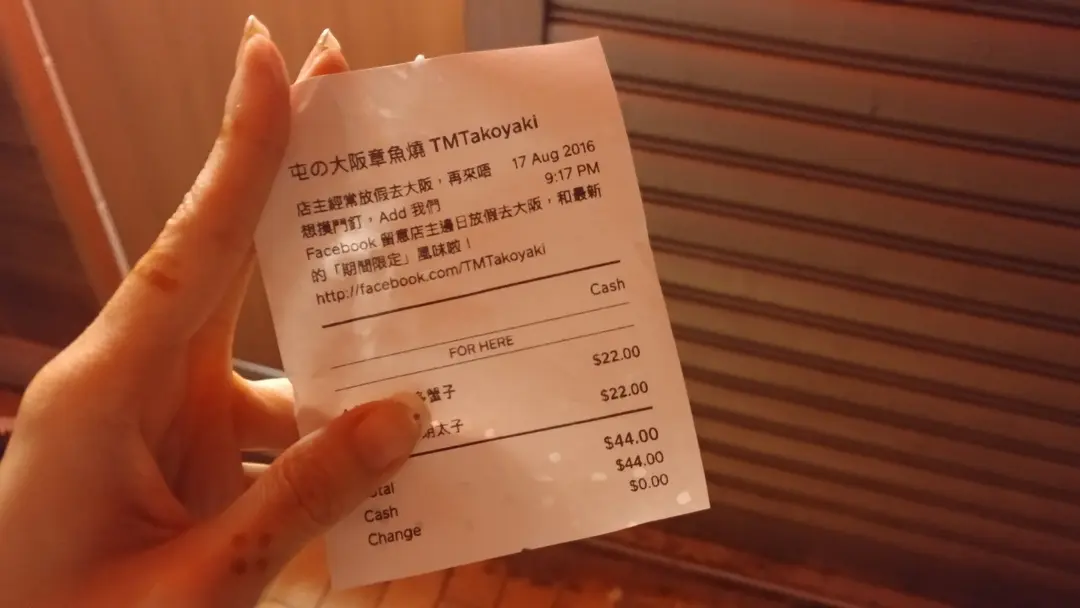 屯の大阪章魚燒 TMTakoyaki
店主經常放假去大阪，再來唔 17 Aug 2016
想摸門釘，Add 我們 9:17 PM
Facebook 留意店主邊日放假去大阪，和最新
的「期間限定」風味啦！
http://facebook.com/TMTakoyaki
Cash
FOR HERE
蟹子 $22.00
明太子 $22.00
Total $44.00
Cash $44.00
Change $0.00